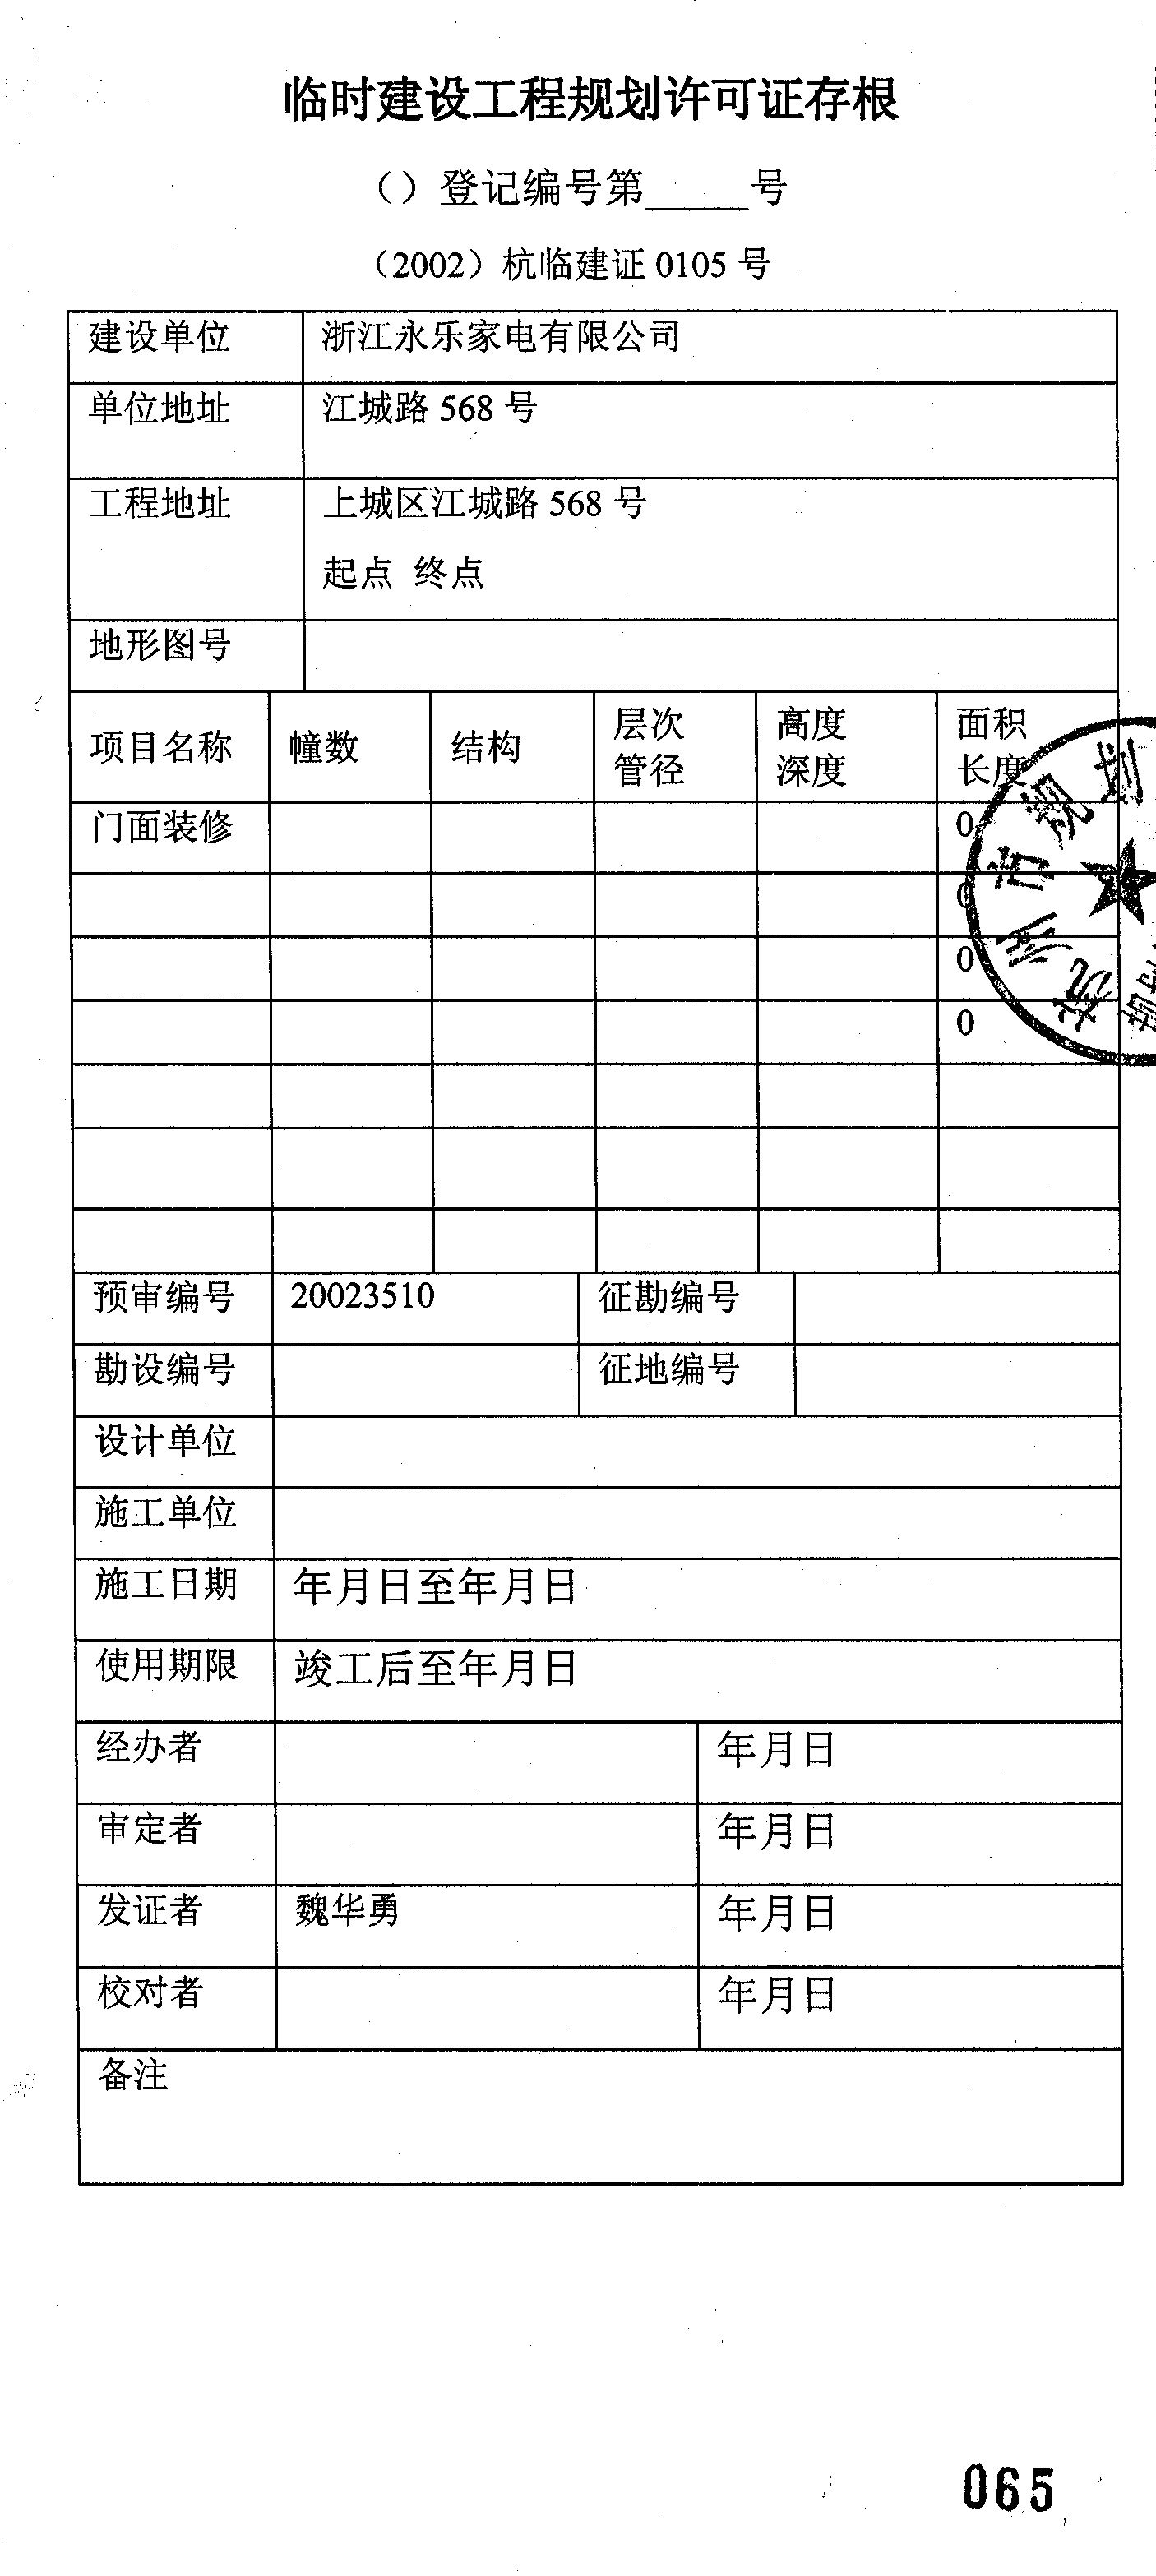 临时建设工程规划许可证存根
（）登记编号第_____号
（2002）杭临建证 0105 号
建设单位 浙江永乐家电有限公司
单位地址 江城路 568 号
工程地址 上城区江城路 568 号
起点 终点
地形图号
项目名称 幢数 结构 层次 管径 高度 深度 面积 长度
门面装修 0
0
0
0
预审编号 20023510 征勘编号
勘设编号 征地编号
设计单位
施工单位
施工日期 年月日至年月日
使用期限 竣工后至年月日
经办者 年月日
审定者 年月日
发证者 魏华勇 年月日
校对者 年月日
备注
杭州市规划
065